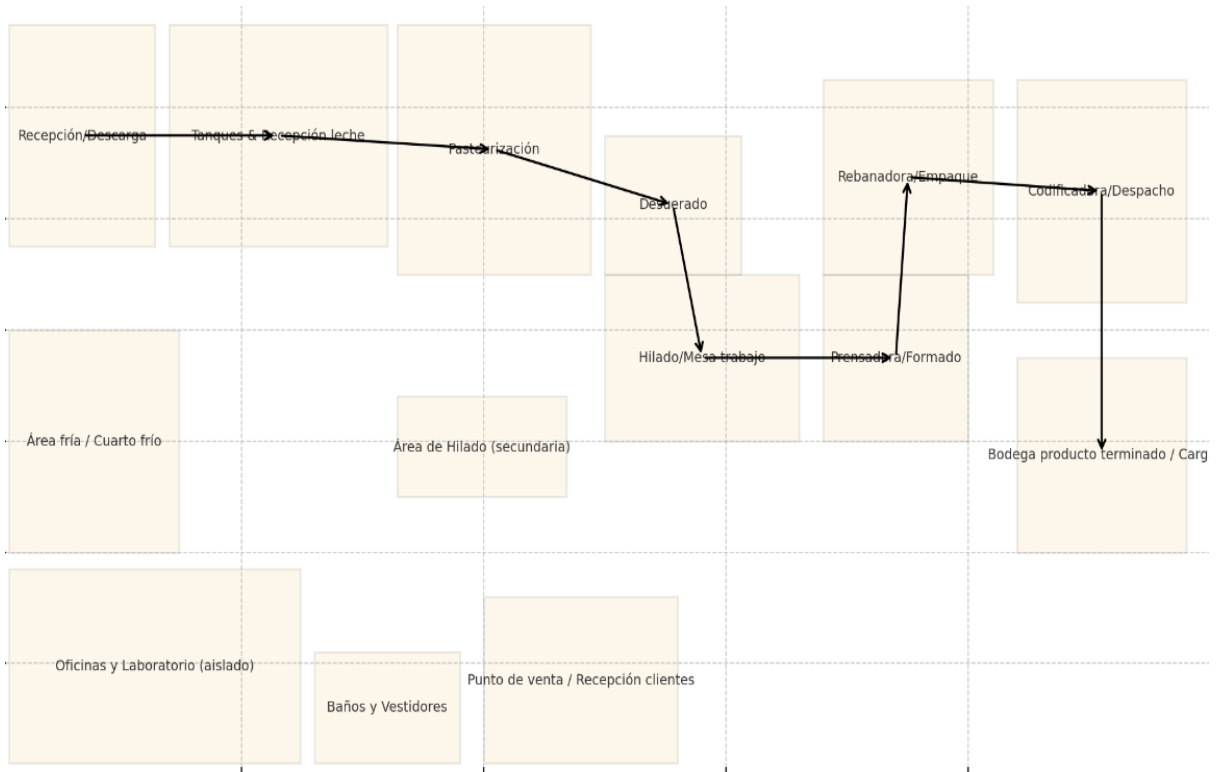 Recepción/Descarga
Tanques & Recepción leche
Pasteurización
Desuerado
Rebanadora/Empaque
Codificadora/Despacho
Hilado/Mesa trabajo
Prensadora/Formado
Área fría / Cuarto frío
Área de Hilado (secundaria)
Bodega producto terminado / Carg
Oficinas y Laboratorio (aislado)
Baños y Vestidores
Punto de venta / Recepción clientes